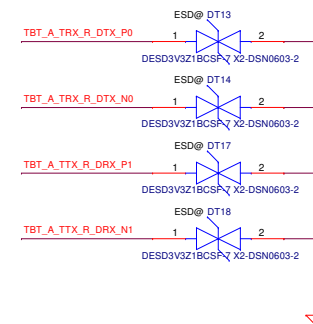 ESD@ DT13
TBT_A_TRX_R_DTX_P0 1 2
DESD3V3Z1BCSF-7 X2-DSN0603-2
ESD@ DT14
TBT_A_TRX_R_DTX_N0 1 2
DESD3V3Z1BCSF-7 X2-DSN0603-2
ESD@ DT17
TBT_A_TTX_R_DRX_P1 1 2
DESD3V3Z1BCSF-7 X2-DSN0603-2
ESD@ DT18
TBT_A_TTX_R_DRX_N1 1 2
DESD3V3Z1BCSF-7 X2-DSN0603-2